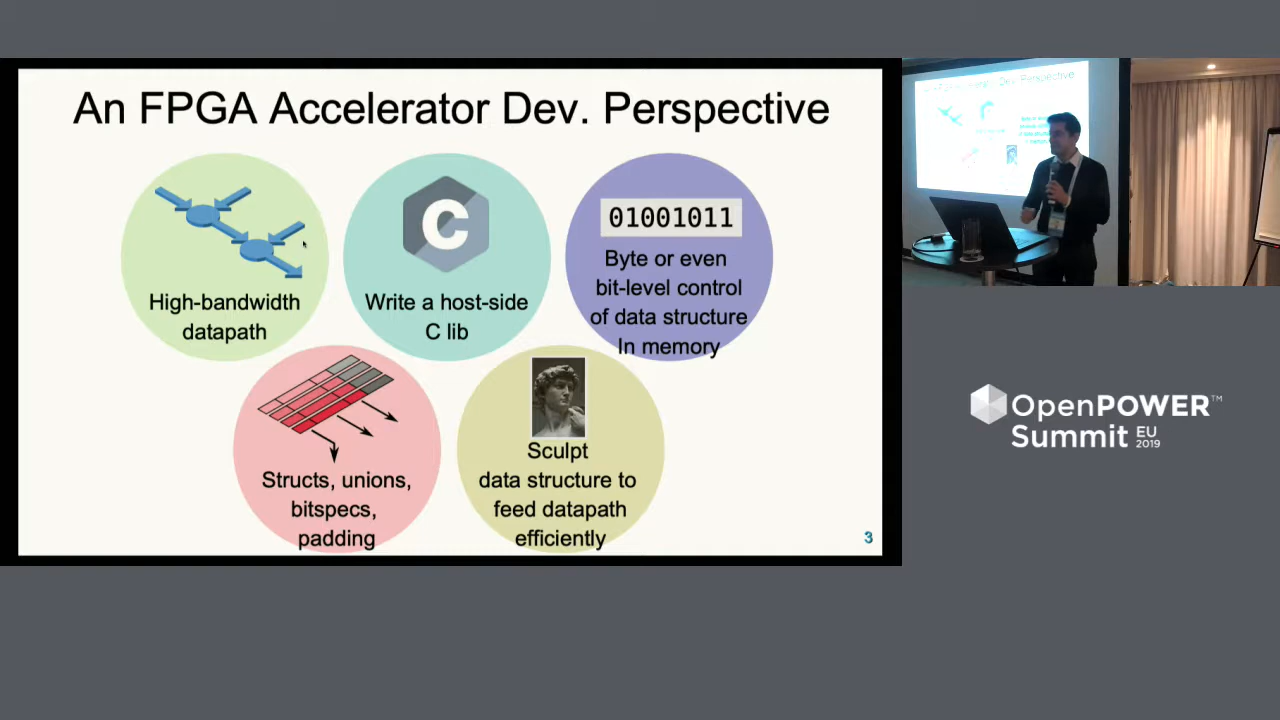 An FPGA Accelerator Dev. Perspective
High-bandwidth
datapath
C
Write a host-side
C lib
01001011
Byte or even
bit-level control
of data structure
In memory
Structs, unions,
bitspecs,
padding
Sculpt
data structure to
feed datapath
efficiently
3
OpenPOWER™
Summit EU
2019